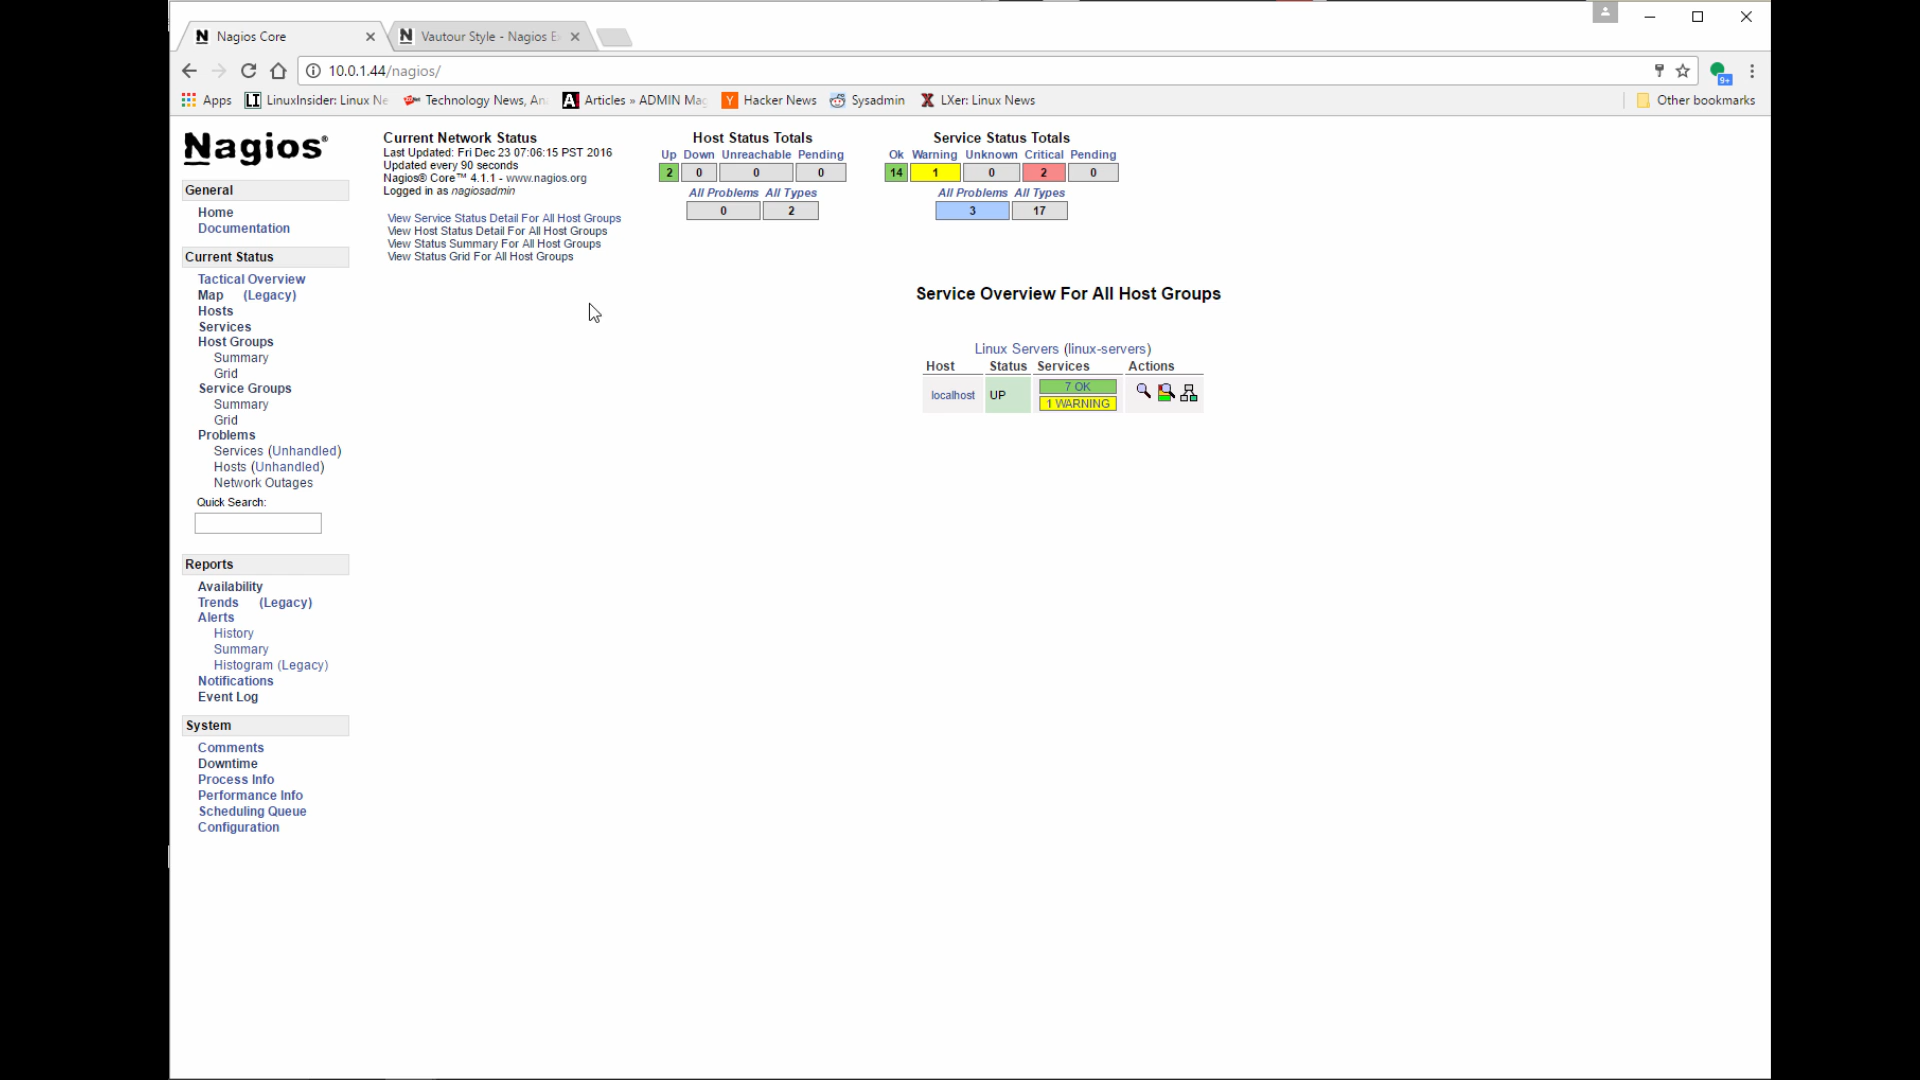 Nagios Core
Vautour Style - Nagios E
10.0.1.44/nagios/
9+
Apps
LinuxInsider: Linux Ne
Technology News, An
Articles » ADMIN Mag
Hacker News
Sysadmin
LXer: Linux News
Other bookmarks
Nagios®
General
Home
Documentation
Current Status
Tactical Overview
Map (Legacy)
Hosts
Services
Host Groups
Summary
Grid
Service Groups
Summary
Grid
Problems
Services (Unhandled)
Hosts (Unhandled)
Network Outages
Quick Search:
Reports
Availability
Trends (Legacy)
Alerts
History
Summary
Histogram (Legacy)
Notifications
Event Log
System
Comments
Downtime
Process Info
Performance Info
Scheduling Queue
Configuration
Current Network Status
Last Updated: Fri Dec 23 07:06:15 PST 2016
Updated every 90 seconds
Nagios® Core™ 4.1.1 - www.nagios.org
Logged in as nagiosadmin
View Service Status Detail For All Host Groups
View Host Status Detail For All Host Groups
View Status Summary For All Host Groups
View Status Grid For All Host Groups
Host Status Totals
Up Down Unreachable Pending
2 0 0 0
All Problems All Types
0 2
Service Status Totals
Ok Warning Unknown Critical Pending
14 1 0 2 0
All Problems All Types
3 17
Service Overview For All Host Groups
Linux Servers (linux-servers)
Host Status Services Actions
localhost UP 7 OK
1 WARNING